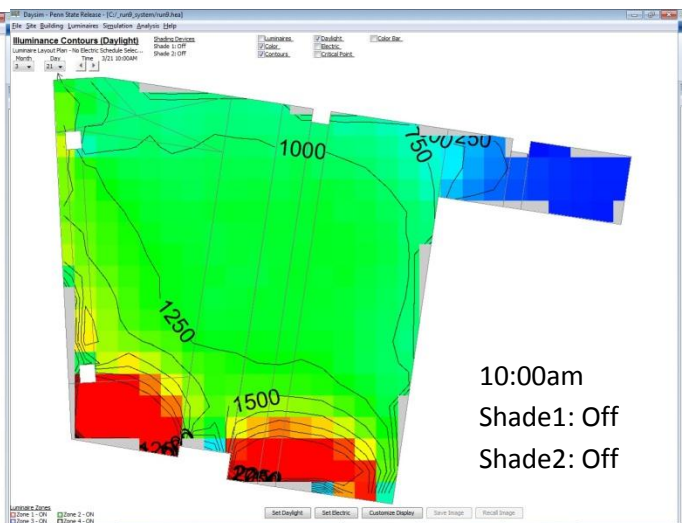 Daysim - Penn State Release - [C:/_run9_system/run9.hea]
File Site Building Luminaires Simulation Analysis Help
Illuminance Contours (Daylight)
Luminaire Layout Plan - No Electric Schedule Selec...
Month Day Time 3/21 10:00AM
3 21
Shading Devices
Shade 1: Off
Shade 2: Off
Luminaires Daylight Color Bar
Color Electric
Contours Critical Point
1000
750
250
1250
1500
10:00am
Shade1: Off
Shade2: Off
Luminaire Zones
Zone 1 - ON Zone 2 - ON
Zone 3 - ON Zone 4 - ON
Set Daylight Set Electric Customize Display Save Image Recall Image